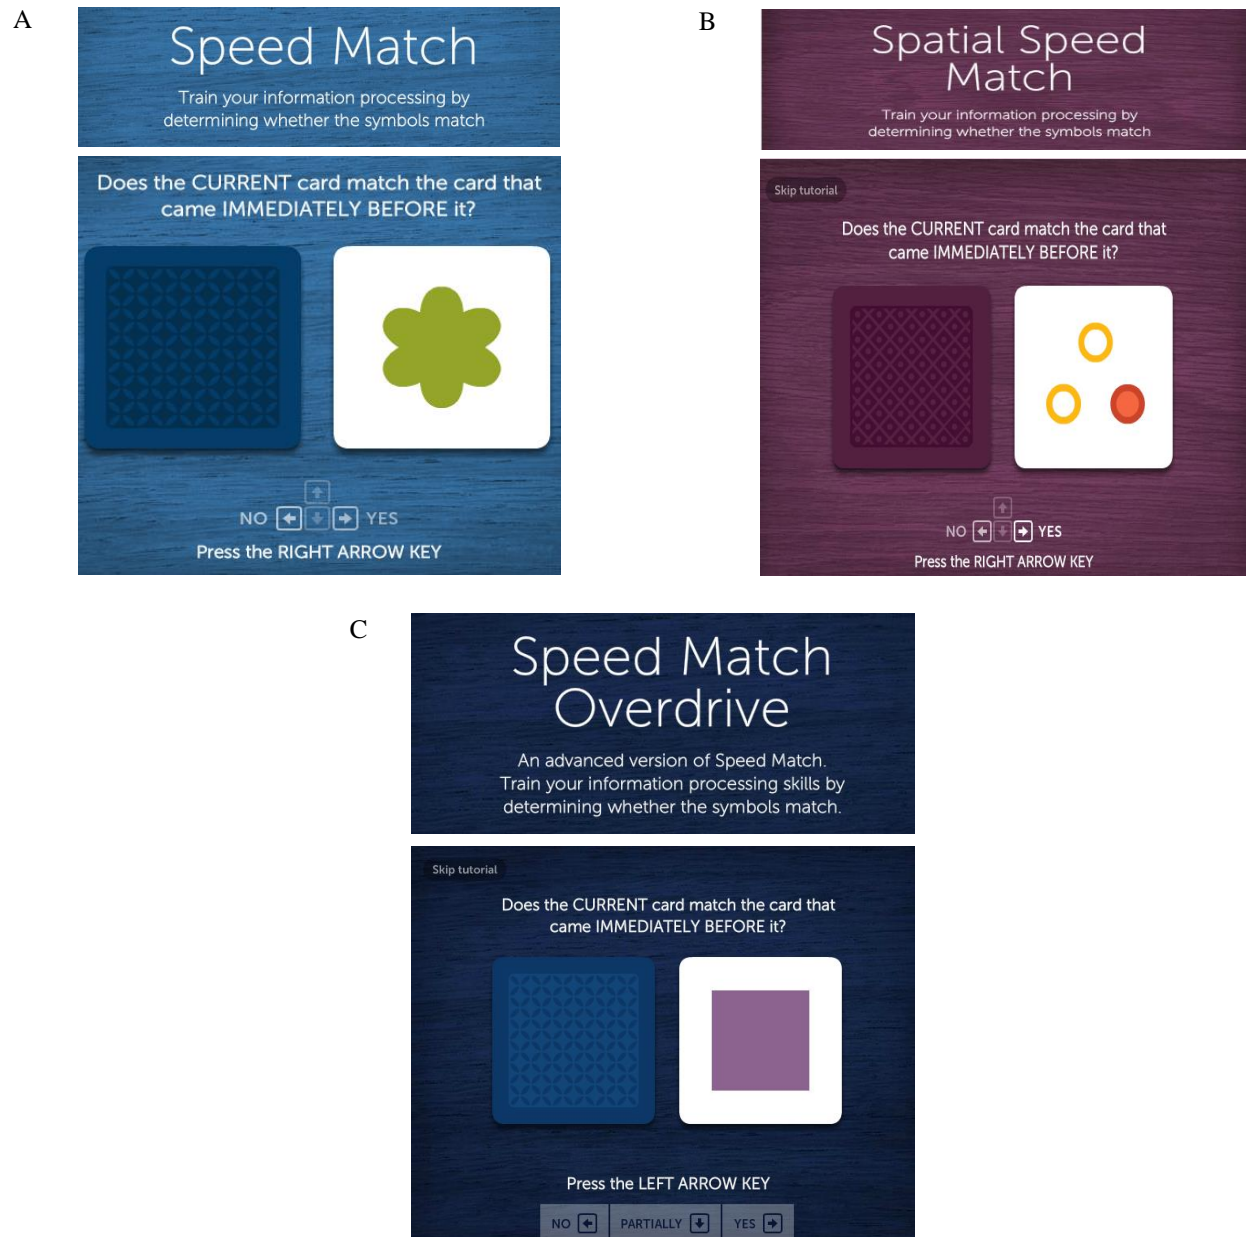 A
Speed Match
Train your information processing by
determining whether the symbols match
Does the CURRENT card match the card that
came IMMEDIATELY BEFORE it?
NO YES
Press the RIGHT ARROW KEY
B
Spatial Speed
Match
Train your information processing by
determining whether the symbols match
Skip tutorial
Does the CURRENT card match the card that
came IMMEDIATELY BEFORE it?
NO YES
Press the RIGHT ARROW KEY
C
Speed Match
Overdrive
An advanced version of Speed Match.
Train your information processing skills by
determining whether the symbols match.
Skip tutorial
Does the CURRENT card match the card that
came IMMEDIATELY BEFORE it?
Press the LEFT ARROW KEY
NO PARTIALLY YES